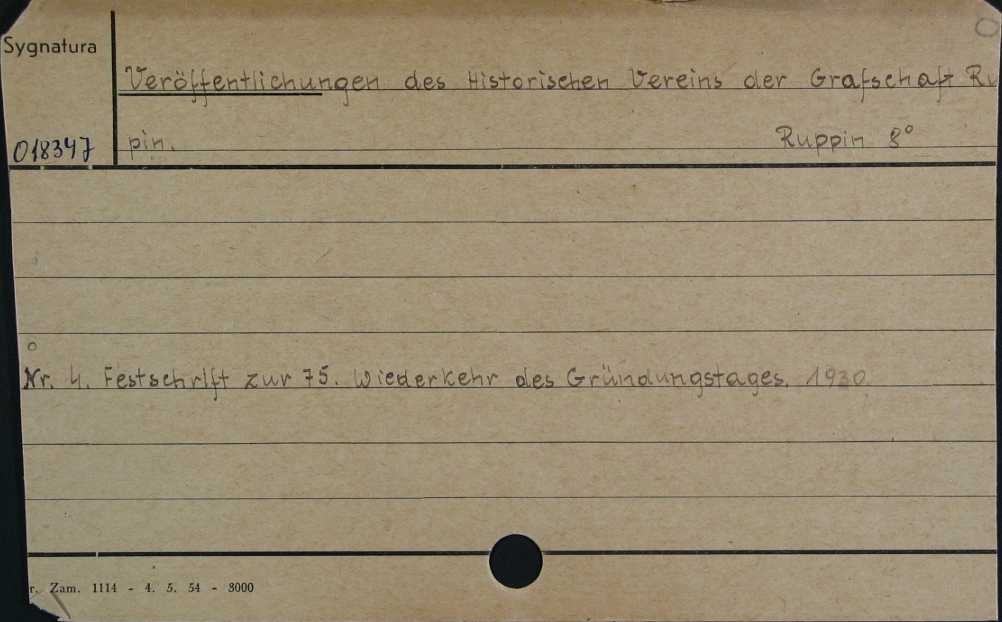 Sygnatura
Veröffentlichungen des Historischen Vereins der Grafschaft Ru
018347 pin. Ruppin 8°
Nr. 4. Festschrift zur 75. Wiederkehr des Gründungstages. 1930
r. Zam. 1114 - 4. 5. 54 - 3000